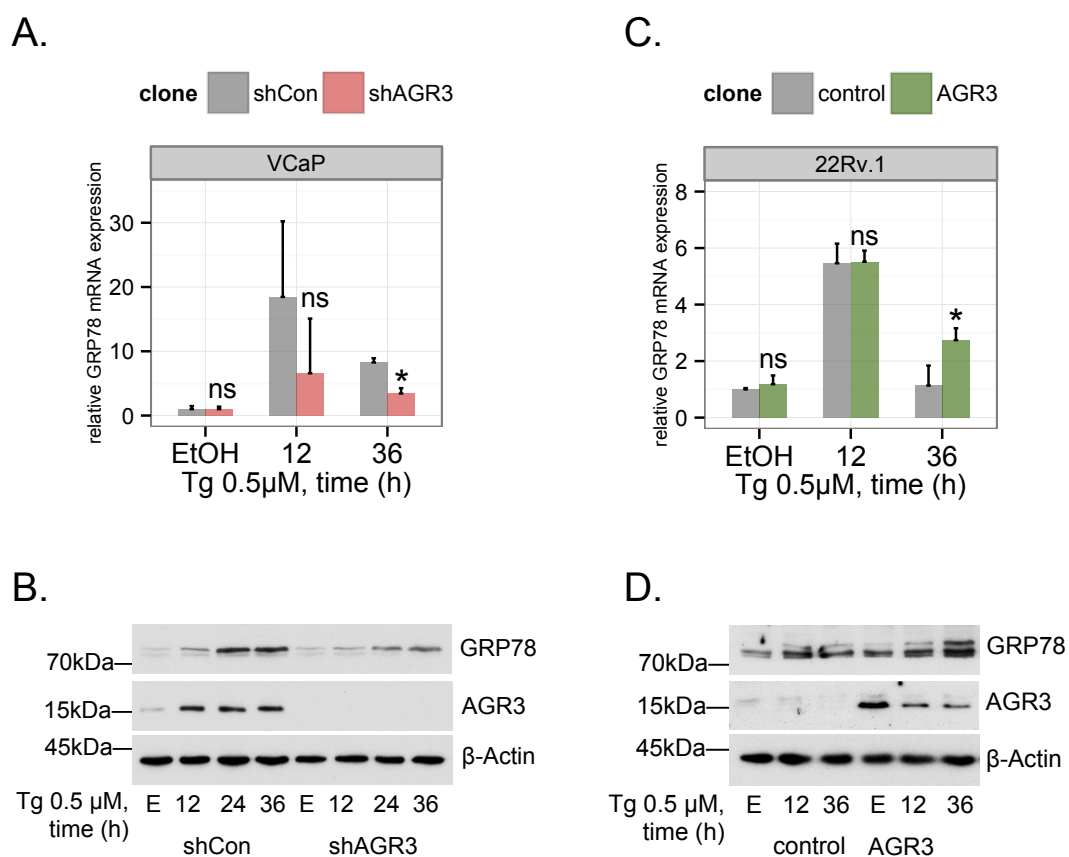 A.
clone shCon shAGR3
VCaP
relative GRP78 mRNA expression
30
20
10
0
ns
ns
*
EtOH 12 36
Tg 0.5µM, time (h)
C.
clone control AGR3
22Rv.1
relative GRP78 mRNA expression
8
6
4
2
0
ns
ns
*
EtOH 12 36
Tg 0.5µM, time (h)
B.
GRP78
70kDa
15kDa
AGR3
45kDa
β-Actin
Tg 0.5 µM, time (h)
E 12 24 36 E 12 24 36
shCon shAGR3
D.
GRP78
70kDa
15kDa
AGR3
45kDa
β-Actin
Tg 0.5 µM, time (h)
E 12 36 E 12 36
control AGR3